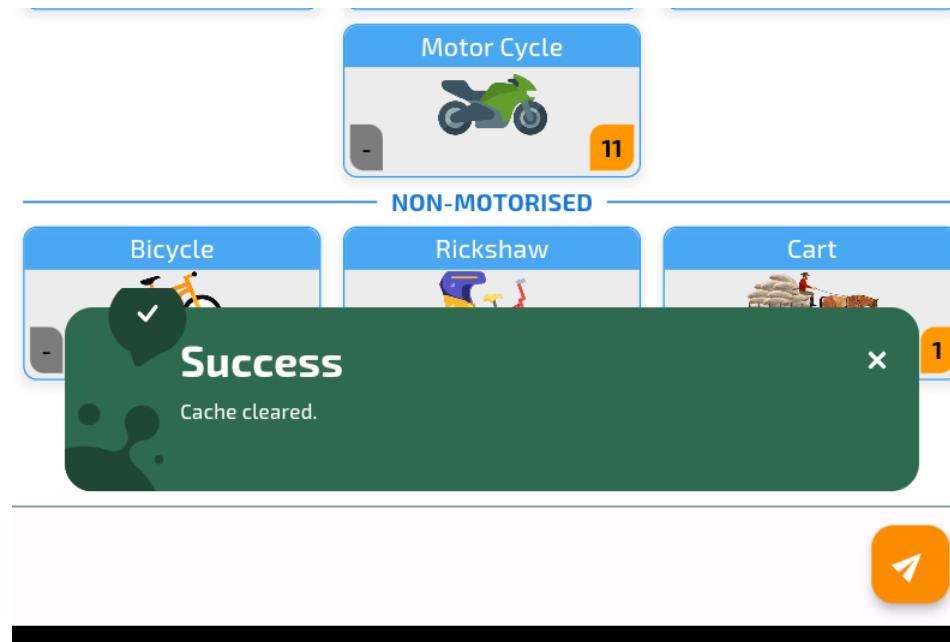 Motor Cycle
-
11
NON-MOTORISED
Bicycle
Rickshaw
Cart
-
1
Success
Cache cleared.